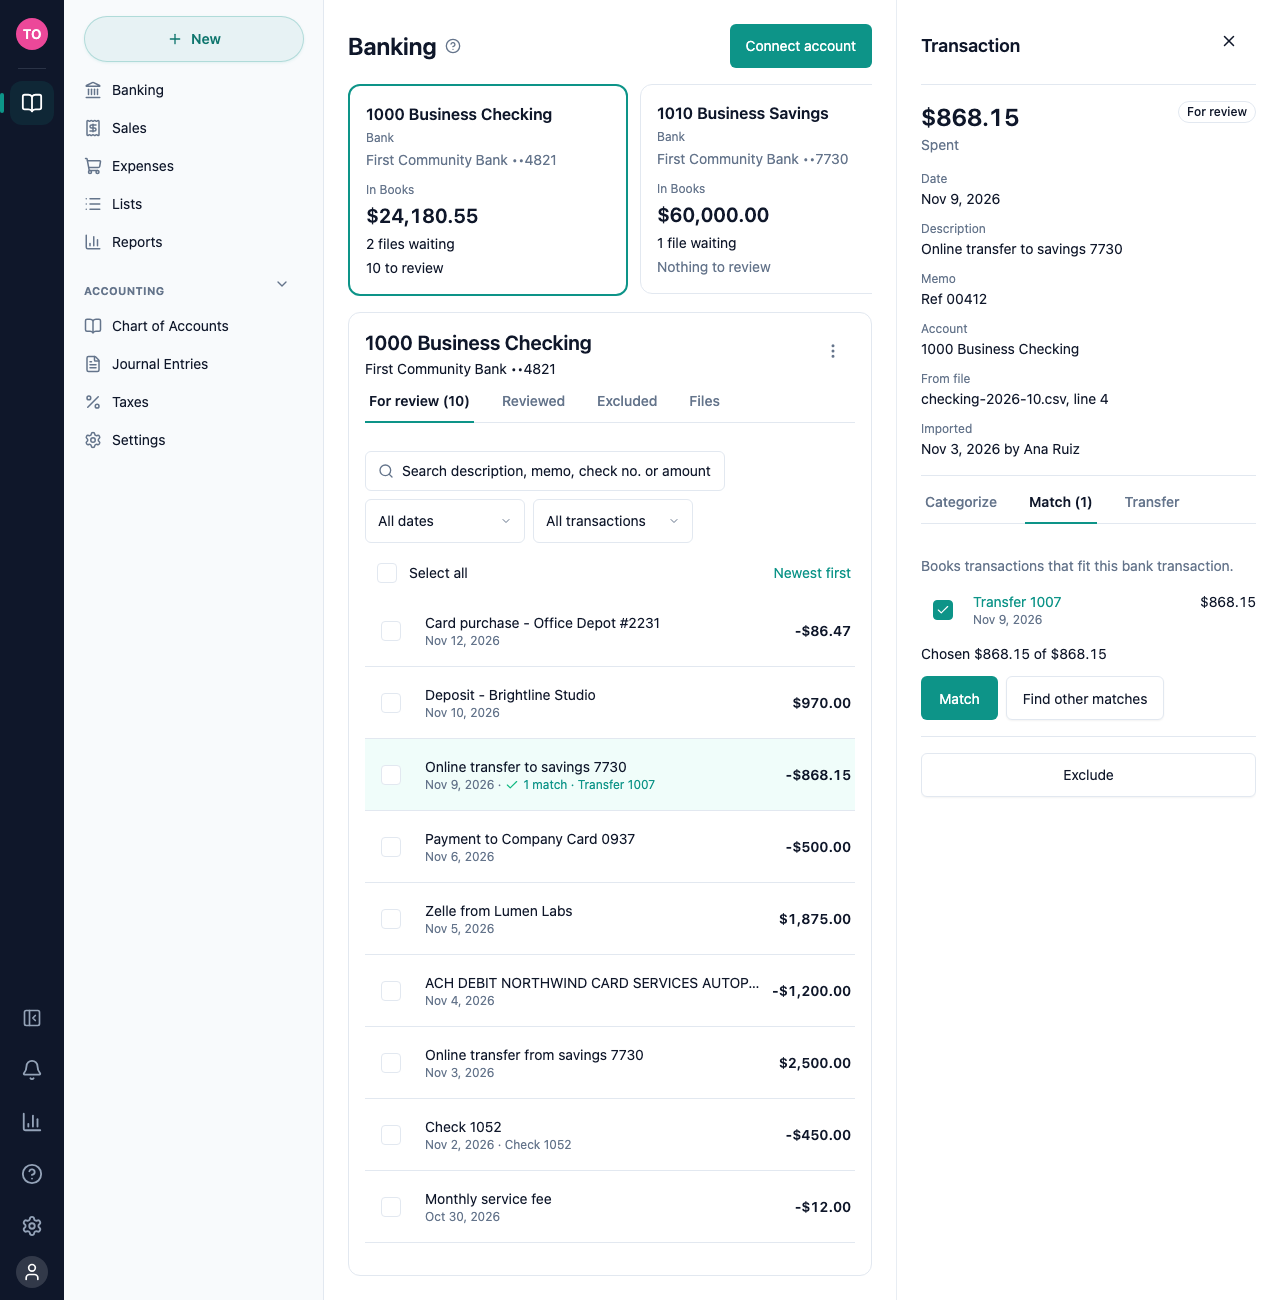 TO
New
Banking
Sales
Expenses
Lists
Reports
ACCOUNTING
Chart of Accounts
Journal Entries
Taxes
Settings
Banking
Connect account
1000 Business Checking
Bank
First Community Bank ••4821
In Books
$24,180.55
2 files waiting
10 to review
1010 Business Savings
Bank
First Community Bank ••7730
In Books
$60,000.00
1 file waiting
Nothing to review
1000 Business Checking
First Community Bank ••4821
For review (10) Reviewed Excluded Files
Search description, memo, check no. or amount
All dates All transactions
Select all Newest first
Card purchase - Office Depot #2231
Nov 12, 2026
-$86.47
Deposit - Brightline Studio
Nov 10, 2026
$970.00
Online transfer to savings 7730
Nov 9, 2026 · 1 match · Transfer 1007
-$868.15
Payment to Company Card 0937
Nov 6, 2026
-$500.00
Zelle from Lumen Labs
Nov 5, 2026
$1,875.00
ACH DEBIT NORTHWIND CARD SERVICES AUTOP...
Nov 4, 2026
-$1,200.00
Online transfer from savings 7730
Nov 3, 2026
$2,500.00
Check 1052
Nov 2, 2026 · Check 1052
-$450.00
Monthly service fee
Oct 30, 2026
-$12.00
Transaction
$868.15
For review
Spent
Date
Nov 9, 2026
Description
Online transfer to savings 7730
Memo
Ref 00412
Account
1000 Business Checking
From file
checking-2026-10.csv, line 4
Imported
Nov 3, 2026 by Ana Ruiz
Categorize Match (1) Transfer
Books transactions that fit this bank transaction.
Transfer 1007
Nov 9, 2026
$868.15
Chosen $868.15 of $868.15
Match Find other matches
Exclude